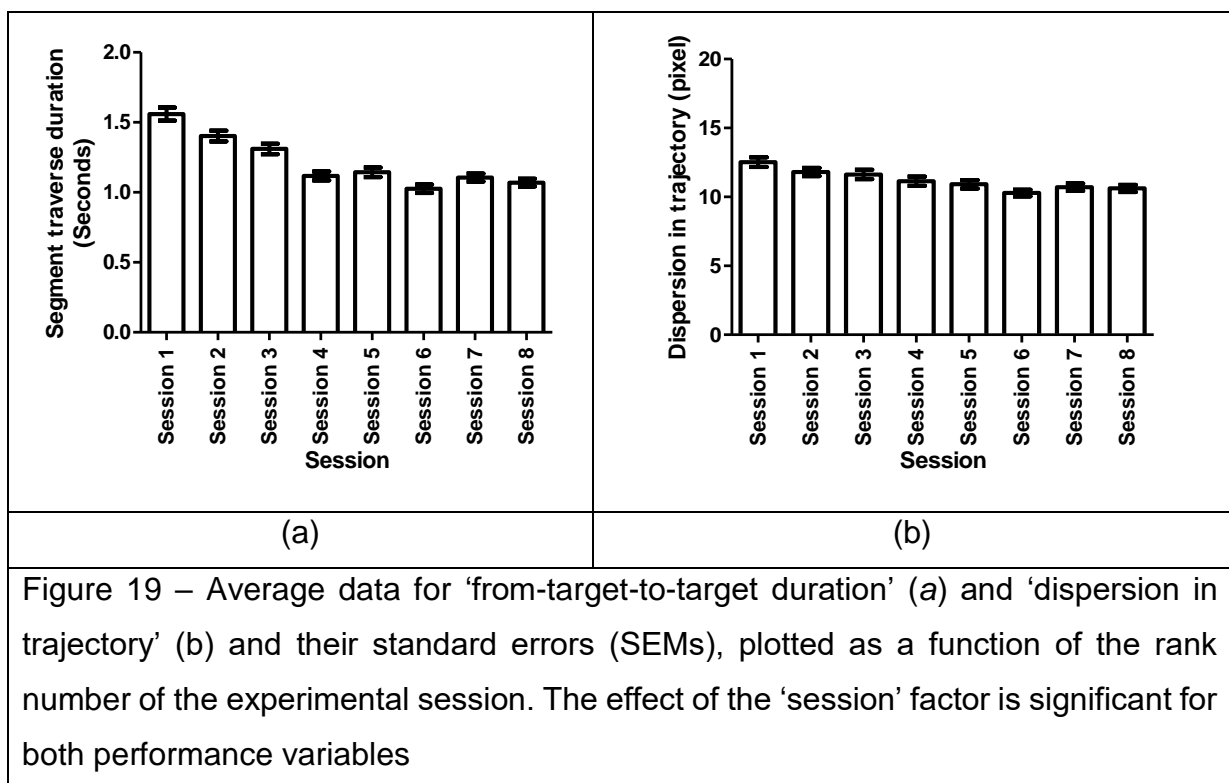 2.0
1.5
1.0
0.5
0.0
Segment traverse duration
(Seconds)
Session 1
Session 2
Session 3
Session 4
Session 5
Session 6
Session 7
Session 8
Session
20
15
10
5
0
Dispersion in trajectory (pixel)
Session 1
Session 2
Session 3
Session 4
Session 5
Session 6
Session 7
Session 8
Session
(a)
(b)
Figure 19 – Average data for ‘from-target-to-target duration’ (a) and ‘dispersion in
trajectory’ (b) and their standard errors (SEMs), plotted as a function of the rank
number of the experimental session. The effect of the ‘session’ factor is significant for
both performance variables